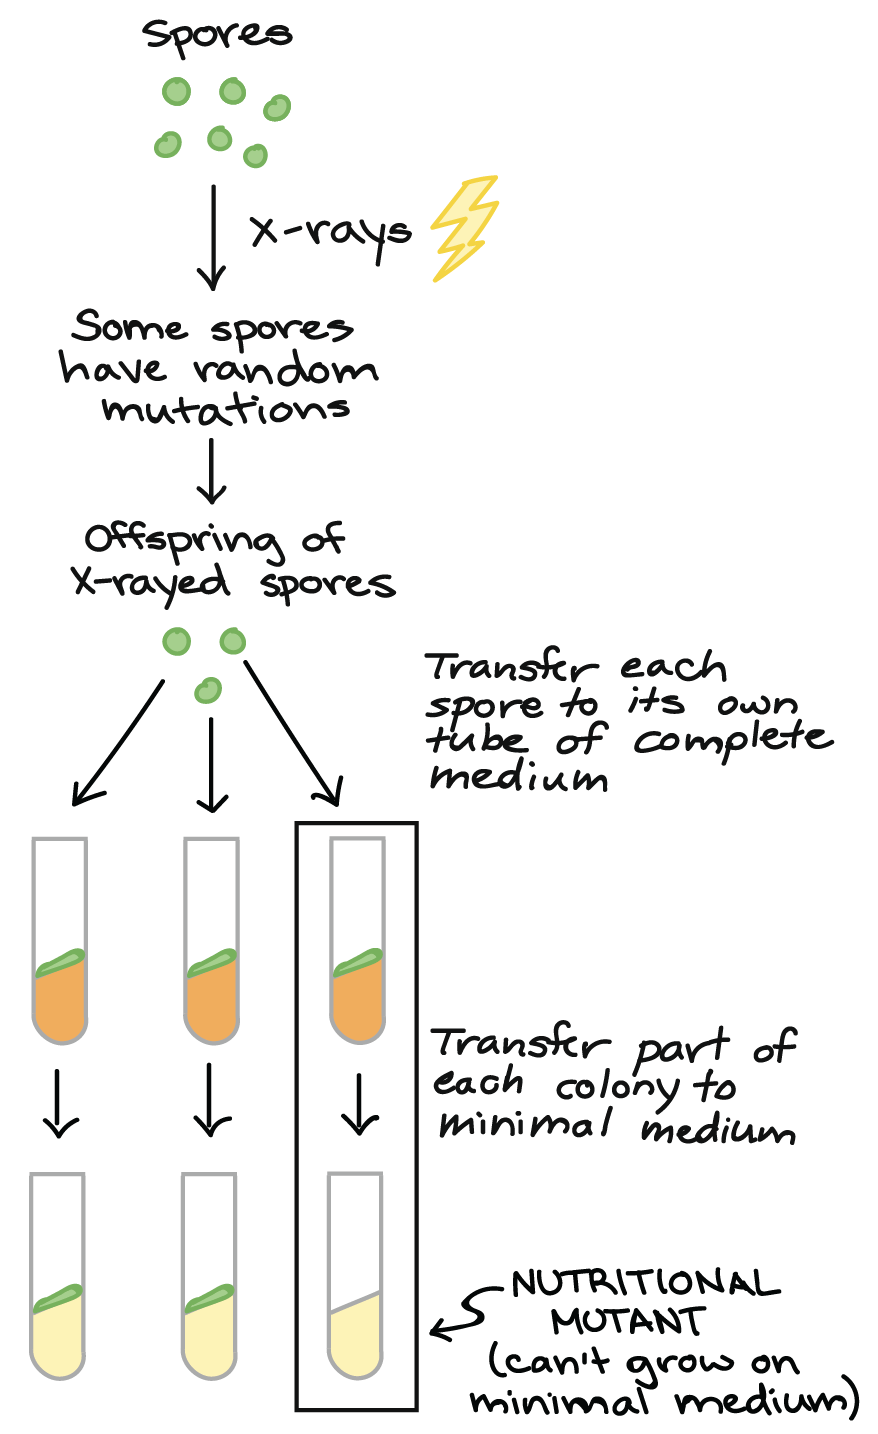 Spores
X-rays
Some spores
have random
mutations
Offspring of
X-rayed spores
Transfer each
spore to its own
tube of complete
medium
Transfer part of
each colony to
minimal medium
NUTRITIONAL
MUTANT
(can't grow on
minimal medium)